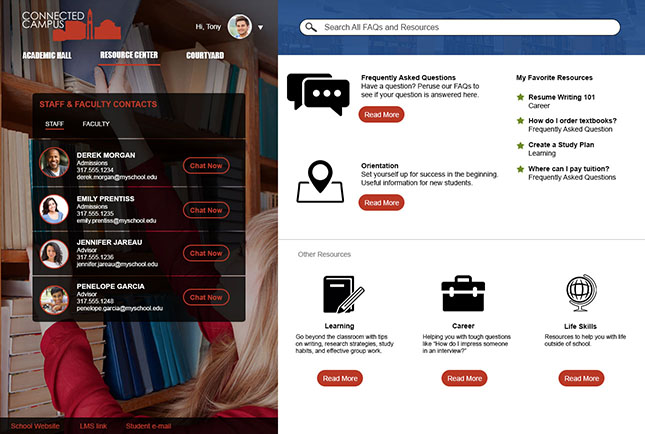 CONNECTED
CAMPUS
Hi, Tony
ACADEMIC HALL
RESOURCE CENTER
COURTYARD
STAFF & FACULTY CONTACTS
STAFF
FACULTY
DEREK MORGAN
Admissions
317.555.1234
derek.morgan@myschool.edu
Chat Now
EMILY PRENTISS
Admissions
317.555.1235
emily.prentiss@myschool.edu
Chat Now
JENNIFER JAREAU
Advisor
317.555.1236
jennifer.jareau@myschool.edu
Chat Now
PENELOPE GARCIA
Advisor
317.555.1248
penelope.garcia@myschool.edu
Chat Now
School Website
LMS link
Student e-mail
Search All FAQs and Resources
Frequently Asked Questions
Have a question? Peruse our FAQs to
see if your question is answered here.
Read More
Orientation
Set yourself up for success in the beginning.
Useful information for new students.
Read More
My Favorite Resources
Resume Writing 101
Career
How do I order textbooks?
Frequently Asked Question
Create a Study Plan
Learning
Where can I pay tuition?
Frequently Asked Questions
Other Resources
Learning
Go beyond the classroom with tips
on writing, research strategies, study
habits, and effective group work.
Read More
Career
Helping you with tough questions
like "How do I impress someone
in an interview?"
Read More
Life Skills
Resources to help you with life
outside of school.
Read More